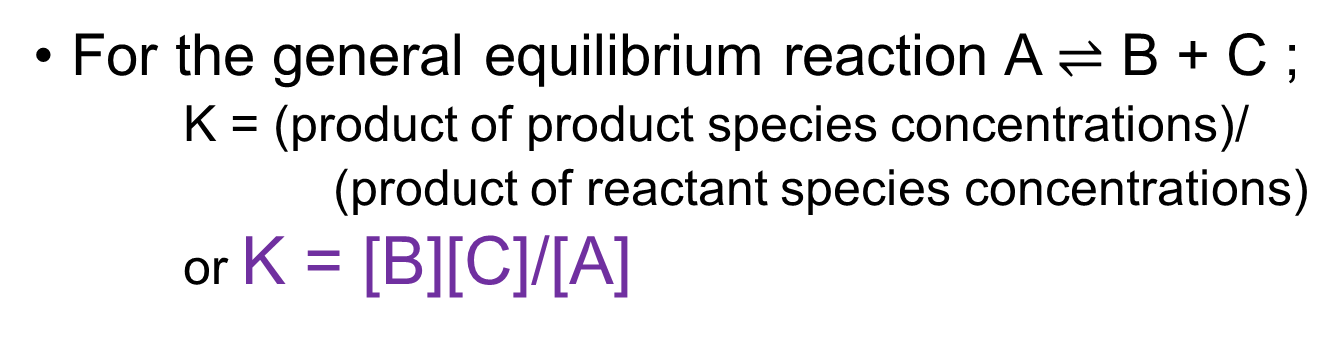 • For the general equilibrium reaction A ⇌ B + C ;
K = (product of product species concentrations)/
(product of reactant species concentrations)
or K = [B][C]/[A]